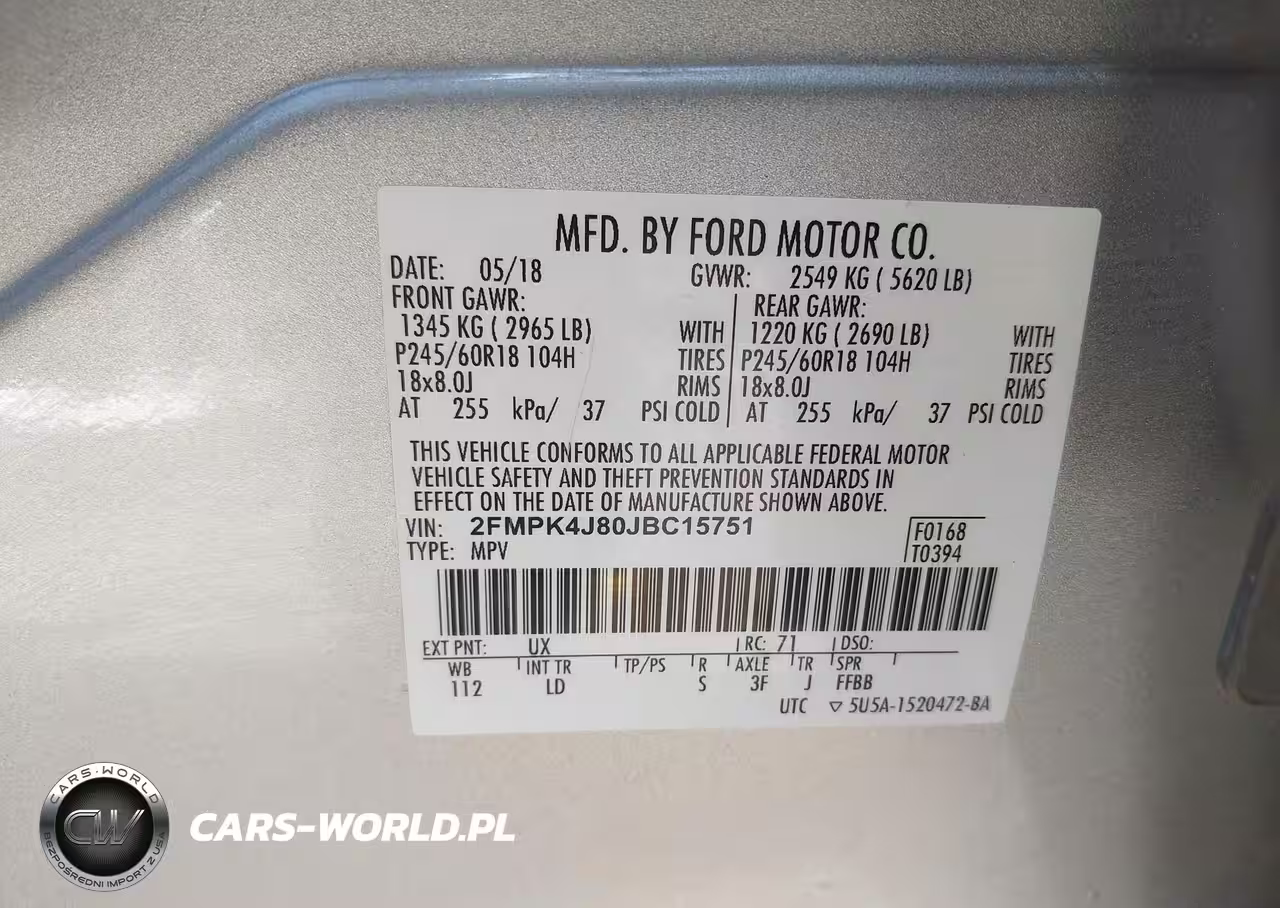 MFD. BY FORD MOTOR CO.
DATE: 05/18 GVWR: 2549 KG ( 5620 LB)
FRONT GAWR: REAR GAWR:
1345 KG ( 2965 LB) WITH 1220 KG ( 2690 LB) WITH
P245/60R18 104H TIRES P245/60R18 104H TIRES
18x8.0J RIMS 18x8.0J RIMS
AT 255 kPa/ 37 PSI COLD AT 255 kPa/ 37 PSI COLD
THIS VEHICLE CONFORMS TO ALL APPLICABLE FEDERAL MOTOR
VEHICLE SAFETY AND THEFT PREVENTION STANDARDS IN
EFFECT ON THE DATE OF MANUFACTURE SHOWN ABOVE.
VIN: 2FMPK4J80JBC15751 F0168
TYPE: MPV T0394
EXT PNT: UX RC: 71 DSO:
WB INT TR TP/PS R AXLE TR SPR
112 LD S 3F J FFBB
UTC ▽ 5U5A-1520472-BA
CARS-WORLD
CW
BEZPOŚREDNI IMPORT Z USA
CARS-WORLD.PL